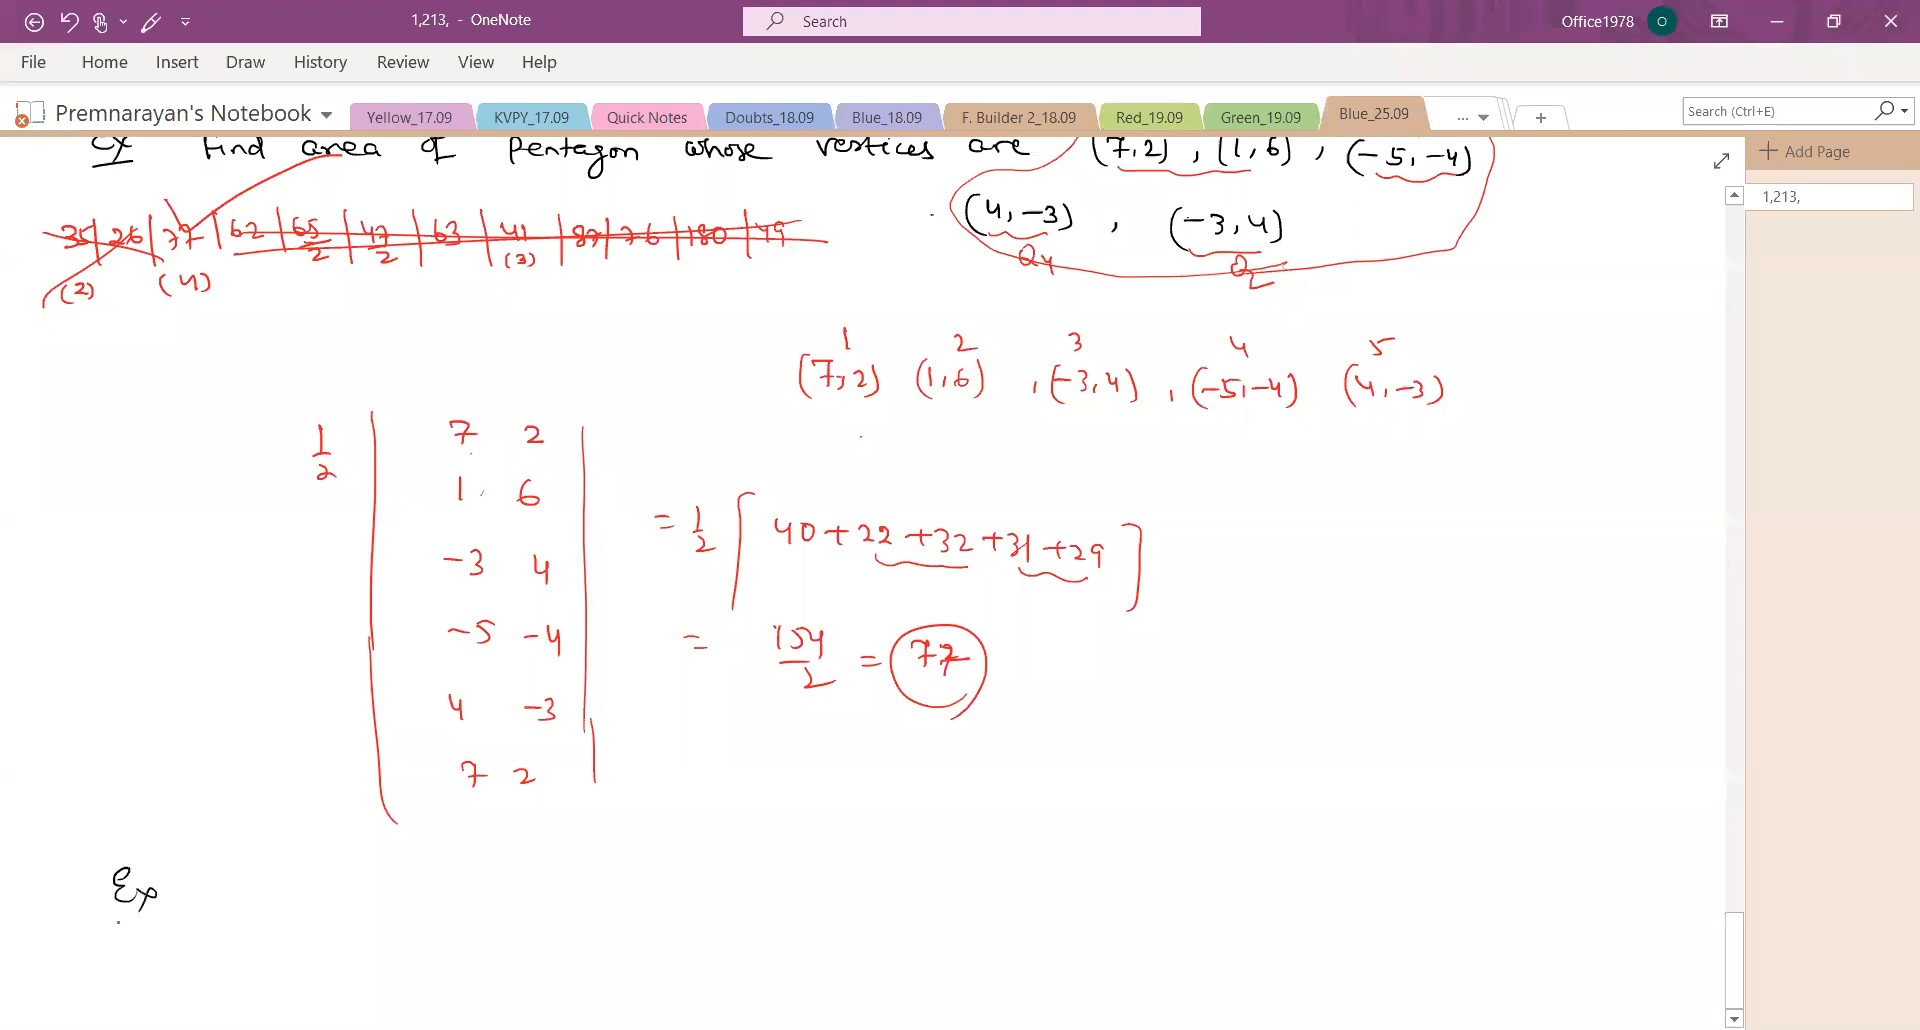 1,213, - OneNote
Search
Office1978
O
File Home Insert Draw History Review View Help
Premnarayan's Notebook
Yellow_17.09 KVPY_17.09 Quick Notes Doubts_18.09 Blue_18.09 F. Builder 2_18.09 Red_19.09 Green_19.09 Blue_25.09 ... +
Search (Ctrl+E)
Add Page
1,213,
Ex Find area of Pentagon whose vertices are (7,2), (1,6), (-5,-4)
(4,-3), (-3,4)
Q4 Q2
35 | 26 | 77 | 62 | 65/2 | 47/2 | 63 | 41 | | 76 | 180 | 49
(2) (4) (3)
1 2 3 4 5
(7,2) (1,6), (-3,4), (-5,-4) (4,-3)
1/2 | 7 2
1 6
-3 4
-5 -4
4 -3
7 2 |
= 1/2 [40+22+32+31+29]
= 154/2 = 77
Ex